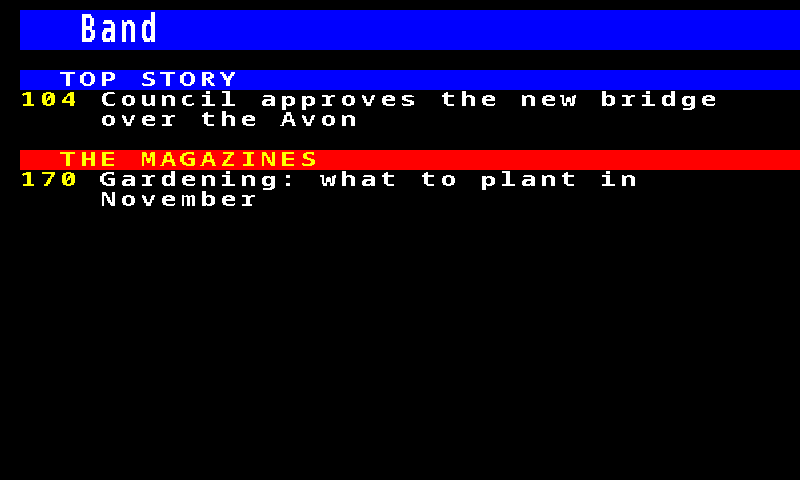 Band
TOP STORY
104 Council approves the new bridge
over the Avon
THE MAGAZINES
170 Gardening: what to plant in
November